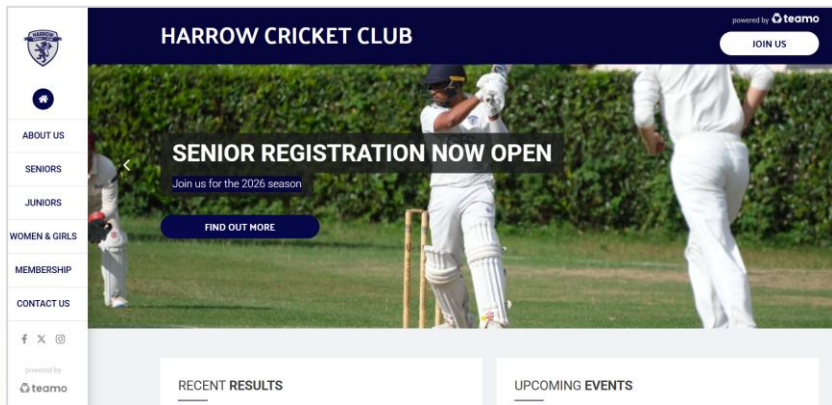 HARROW
HARROW CRICKET CLUB
powered by teamo
JOIN US
ABOUT US
SENIORS
JUNIORS
WOMEN & GIRLS
MEMBERSHIP
CONTACT US
powered by
teamo
SENIOR REGISTRATION NOW OPEN
Join us for the 2026 season
FIND OUT MORE
RECENT RESULTS
UPCOMING EVENTS